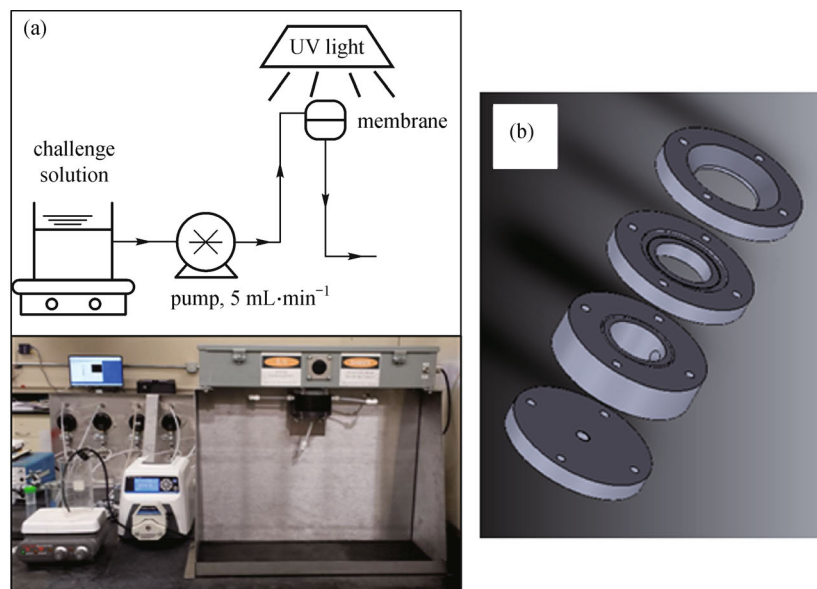 (a)
UV light
membrane
challenge
solution
pump, 5 mL·min⁻¹
(b)